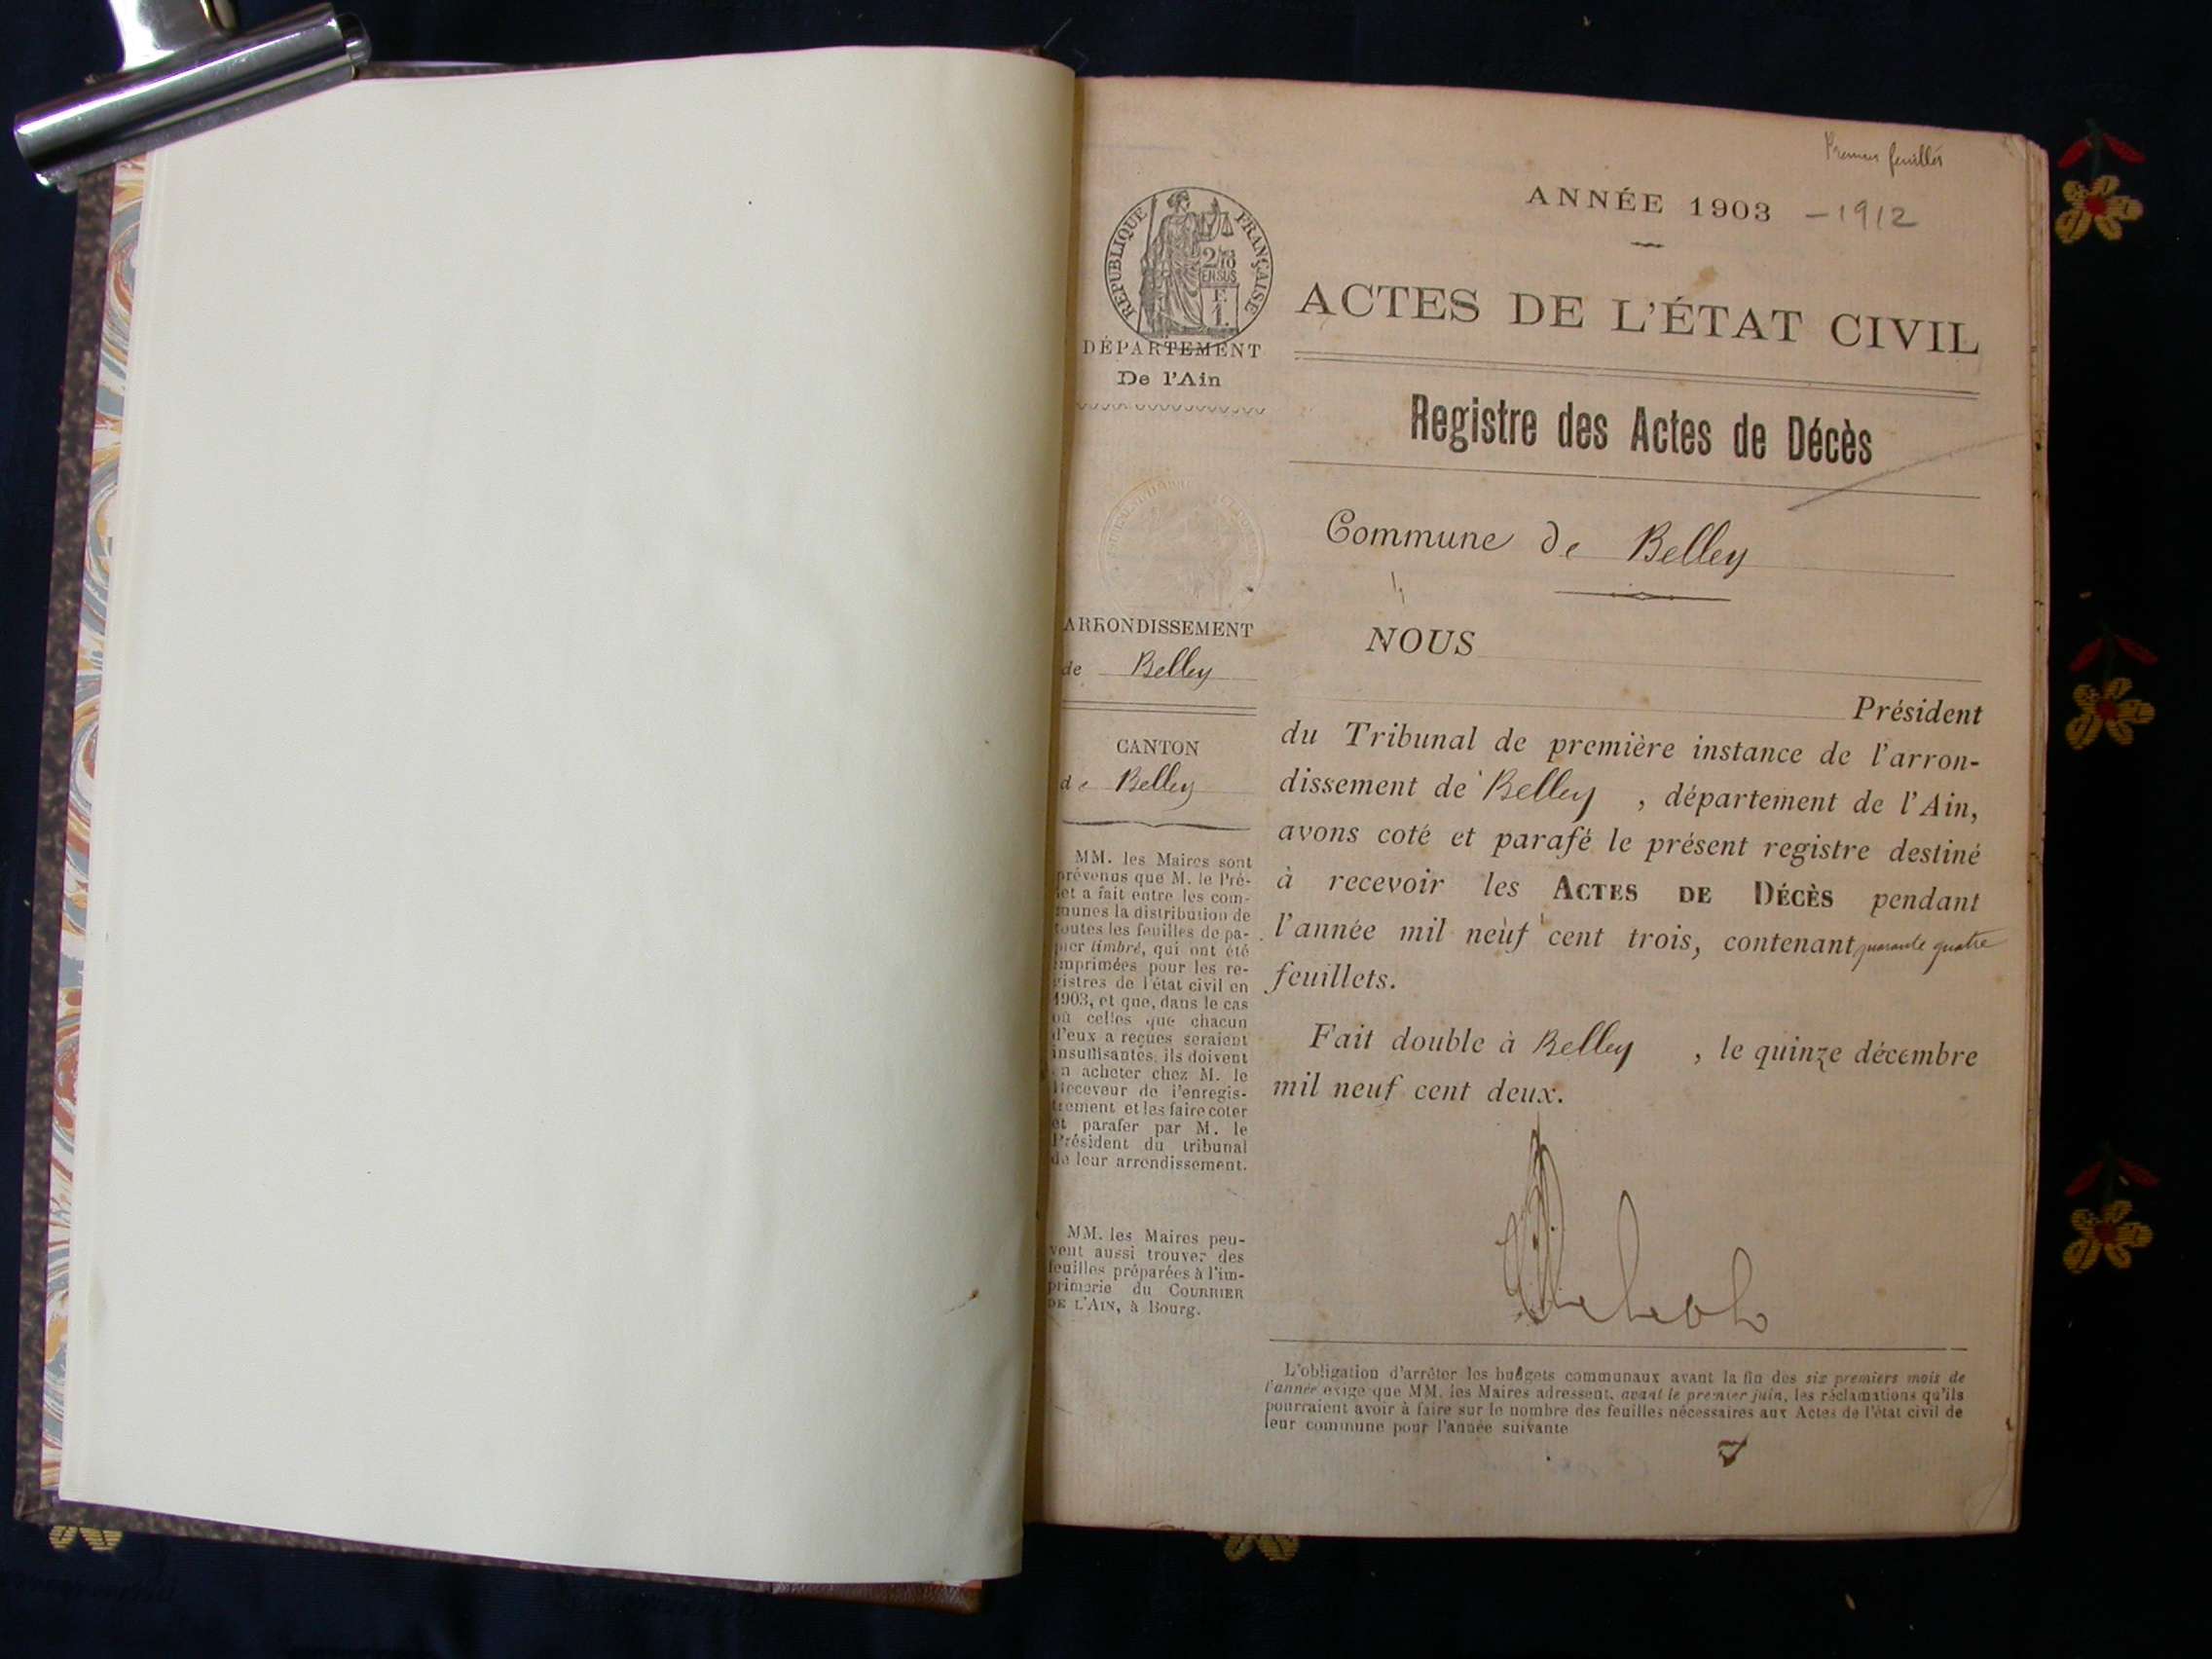 Premier feuillet
ANNÉE 1903 - 1912
RÉPUBLIQUE FRANÇAISE
2/10
EN SUS
F.
1.
DÉPARTEMENT
De l'Ain
ACTES DE L'ÉTAT CIVIL
Registre des Actes de Décès
Commune de Belley
ARRONDISSEMENT
de Belley
CANTON
de Belley
MM. les Maires sont
prévenus que M. le Pré-
fet a fait entre les com-
munes la distribution de
toutes les feuilles de pa-
pier timbré, qui ont été
imprimées pour les re-
gistres de l'état civil en
1903, et que, dans le cas
où celles que chacun
d'eux a reçues seraient
insuffisantes, ils doivent
en acheter chez M. le
Receveur de l'enregis-
trement et les faire coter
et parafer par M. le
Président du tribunal
de leur arrondissement.
MM. les Maires peu-
vent aussi trouver des
feuilles préparées à l'im-
primerie du COURRIER
DE L'AIN, à Bourg.
NOUS
Président
du Tribunal de première instance de l'arron-
dissement de Belley , département de l'Ain,
avons coté et parafé le présent registre destiné
à recevoir les ACTES DE DÉCÈS pendant
l'année mil neuf cent trois, contenant quarante quatre
feuillets.
Fait double à Belley , le quinze décembre
mil neuf cent deux.
L'obligation d'arrêter les budgets communaux avant la fin des six premiers mois de
l'année exige que MM. les Maires adressent, avant le premier juin, les réclamations qu'ils
pourraient avoir à faire sur le nombre des feuilles nécessaires aux Actes de l'état civil de
leur commune pour l'année suivante